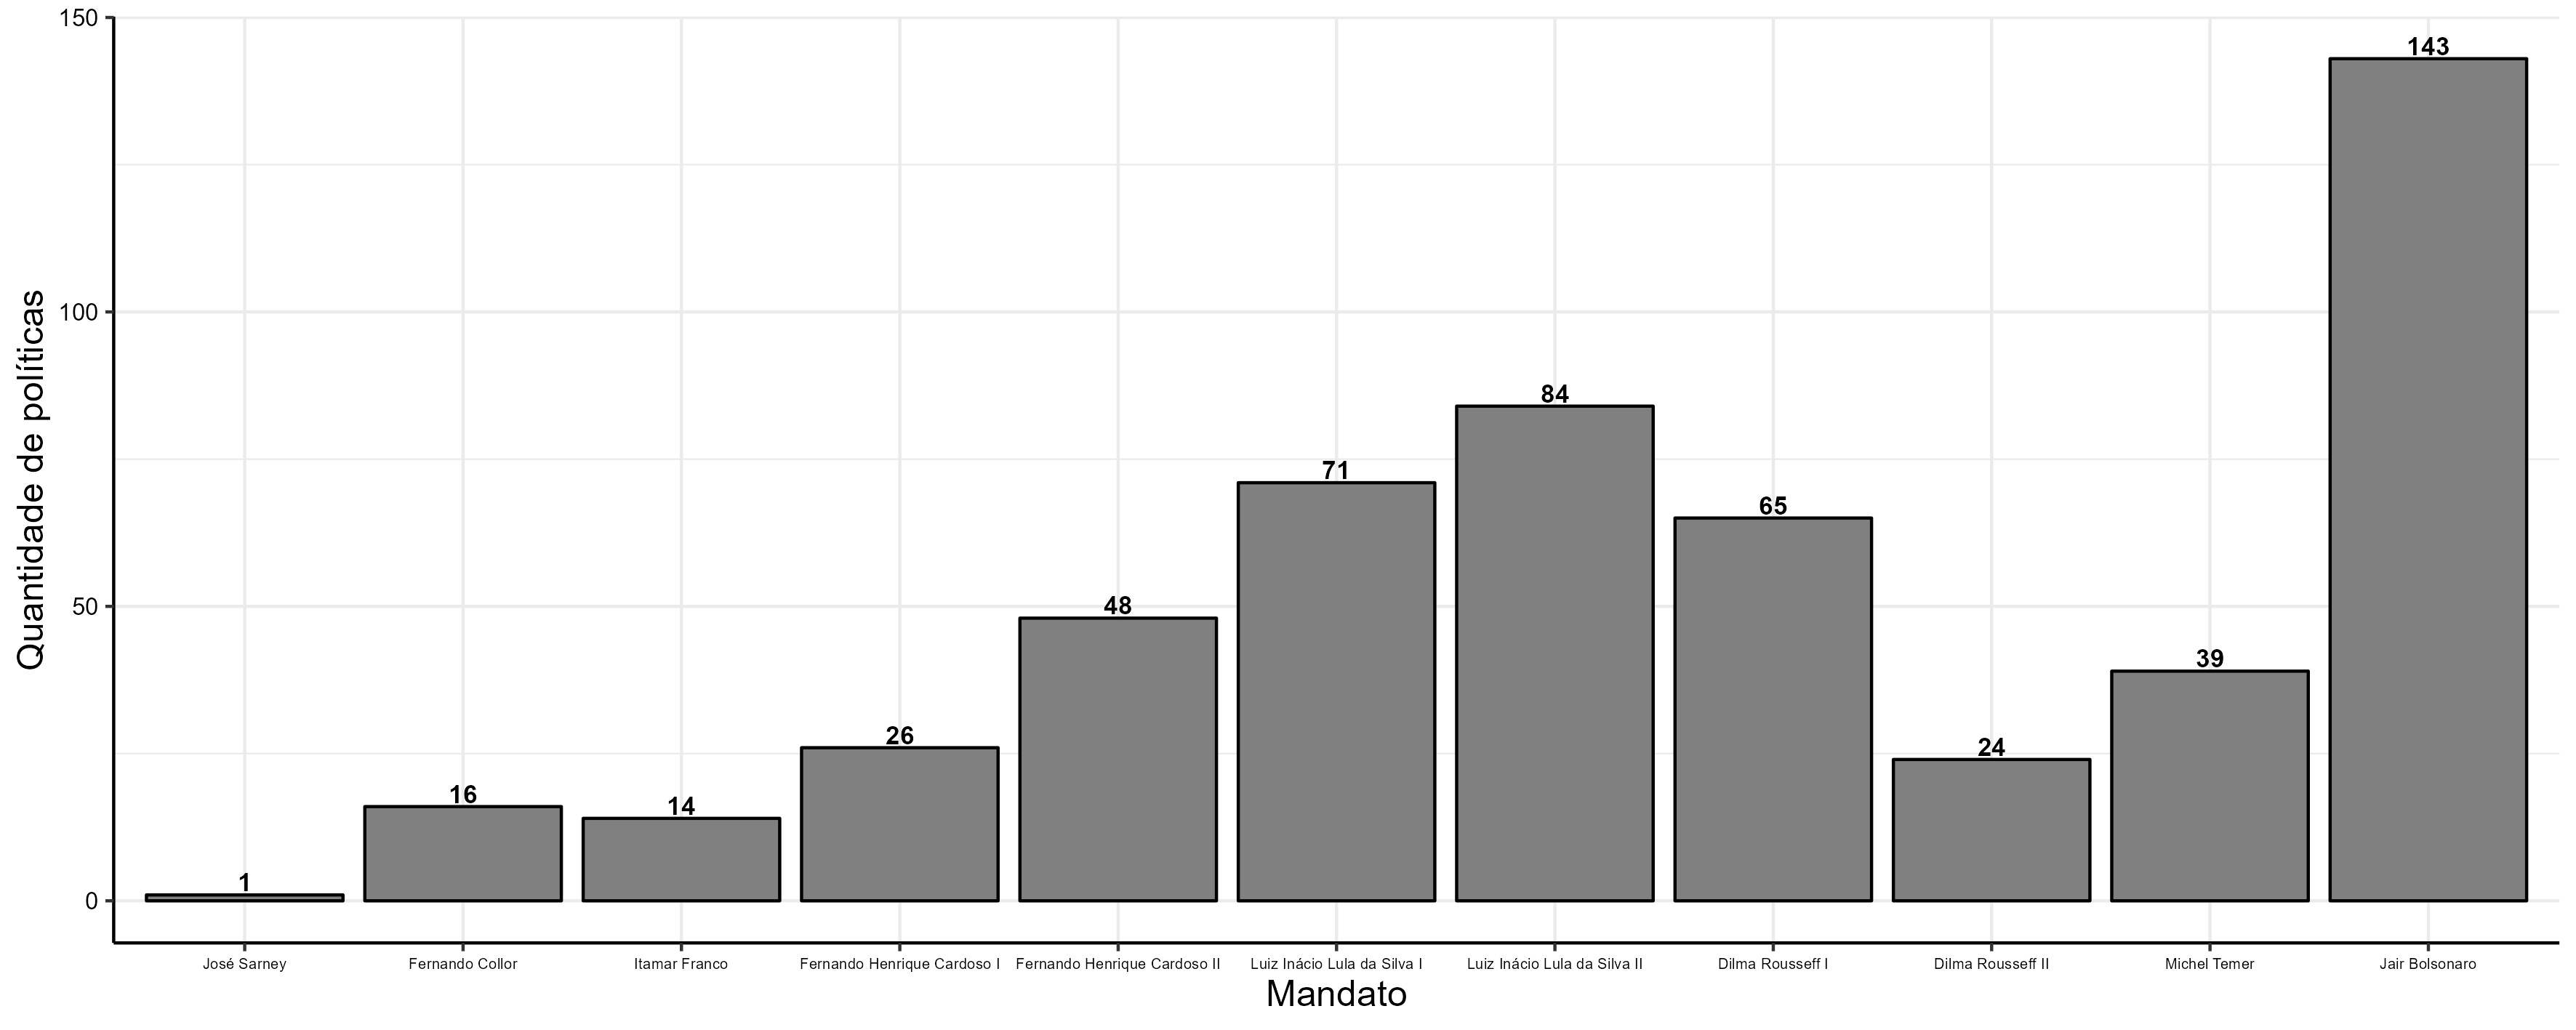 Quantidade de políticas
150
100
50
0
1
16
14
26
48
71
84
65
24
39
143
José Sarney
Fernando Collor
Itamar Franco
Fernando Henrique Cardoso I
Fernando Henrique Cardoso II
Luiz Inácio Lula da Silva I
Luiz Inácio Lula da Silva II
Dilma Rousseff I
Dilma Rousseff II
Michel Temer
Jair Bolsonaro
Mandato